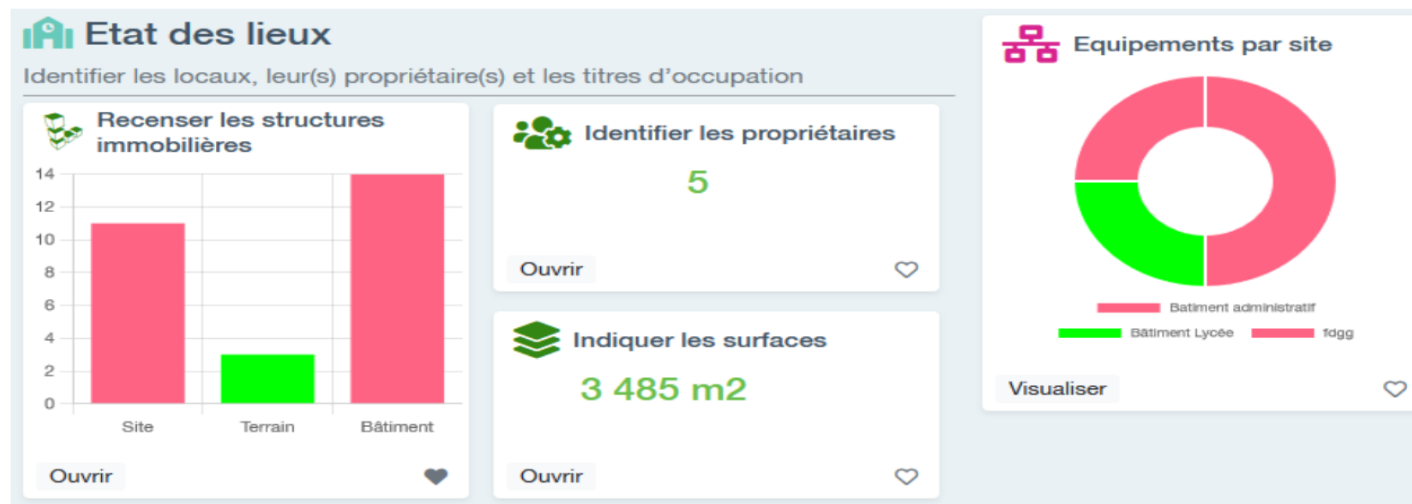 Etat des lieux
Identifier les locaux, leur(s) propriétaire(s) et les titres d'occupation
Recenser les structures
immobilières
14
12
10
8
6
4
2
0
Site Terrain Bâtiment
Ouvrir
Identifier les propriétaires
5
Ouvrir
Indiquer les surfaces
3 485 m2
Ouvrir
Equipements par site
Batiment administratif
Bâtiment Lycée fdgg
Visualiser